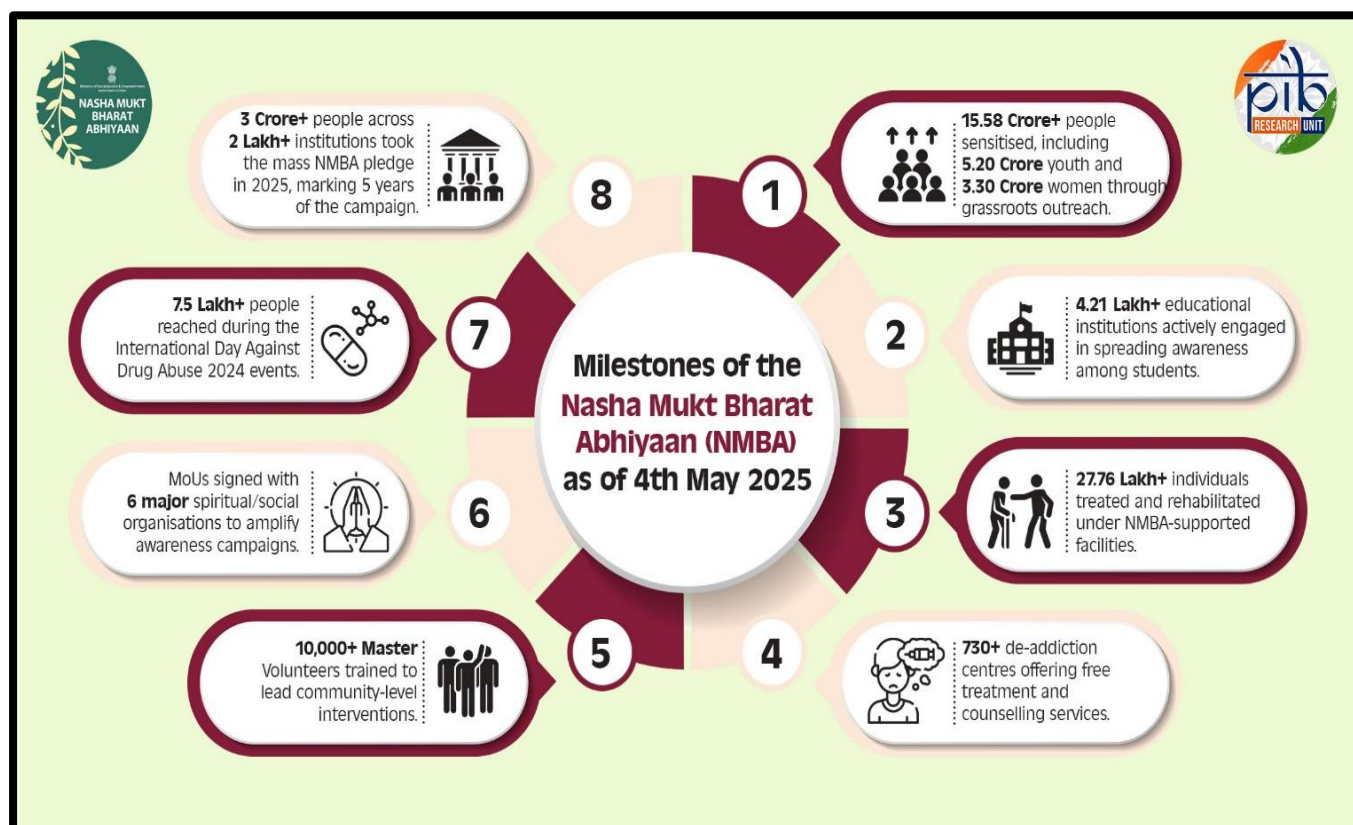 NASHA MUKT
BHARAT
ABHIYAAN
pib
RESEARCH UNIT
Milestones of the
Nasha Mukt Bharat
Abhiyaan (NMBA)
as of 4th May 2025
1
15.58 Crore+ people
sensitised, including
5.20 Crore youth and
3.30 Crore women through
grassroots outreach.
2
4.21 Lakh+ educational
institutions actively engaged
in spreading awareness
among students.
3
27.76 Lakh+ individuals
treated and rehabilitated
under NMBA-supported
facilities.
4
730+ de-addiction
centres offering free
treatment and
counselling services.
5
10,000+ Master
Volunteers trained to
lead community-level
interventions.
6
MoUs signed with
6 major spiritual/social
organisations to amplify
awareness campaigns.
7
7.5 Lakh+ people
reached during the
International Day Against
Drug Abuse 2024 events.
8
3 Crore+ people across
2 Lakh+ institutions took
the mass NMBA pledge
in 2025, marking 5 years
of the campaign.